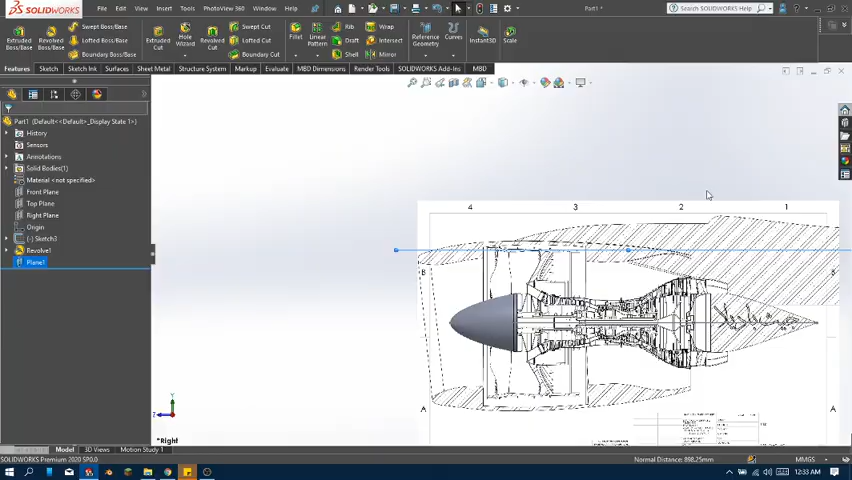 SOLIDWORKS File Edit View Insert Tools PhotoView 360 Window Help Part1 * Search SOLIDWORKS Help
Extruded Boss/Base Revolved Boss/Base Swept Boss/Base Lofted Boss/Base Boundary Boss/Base Extruded Cut Hole Wizard Revolved Cut Swept Cut Lofted Cut Boundary Cut Fillet Linear Pattern Rib Draft Shell Wrap Intersect Mirror Reference Geometry Curves Instant3D Scale
Features Sketch Sketch Ink Surfaces Sheet Metal Structure System Markup Evaluate MBD Dimensions Render Tools SOLIDWORKS Add-Ins MBD
Part1 (Default<<Default>_Display State 1>)
History
Sensors
Annotations
Solid Bodies(1)
Material <not specified>
Front Plane
Top Plane
Right Plane
Origin
(-) Sketch3
Revolve1
Plane1
4 3 2 1
B B
A A
Y
Z
*Right
Model 3D Views Motion Study 1
SOLIDWORKS Premium 2020 SP0.0 Normal Distance: 898.25mm MMGS
12:33 AM